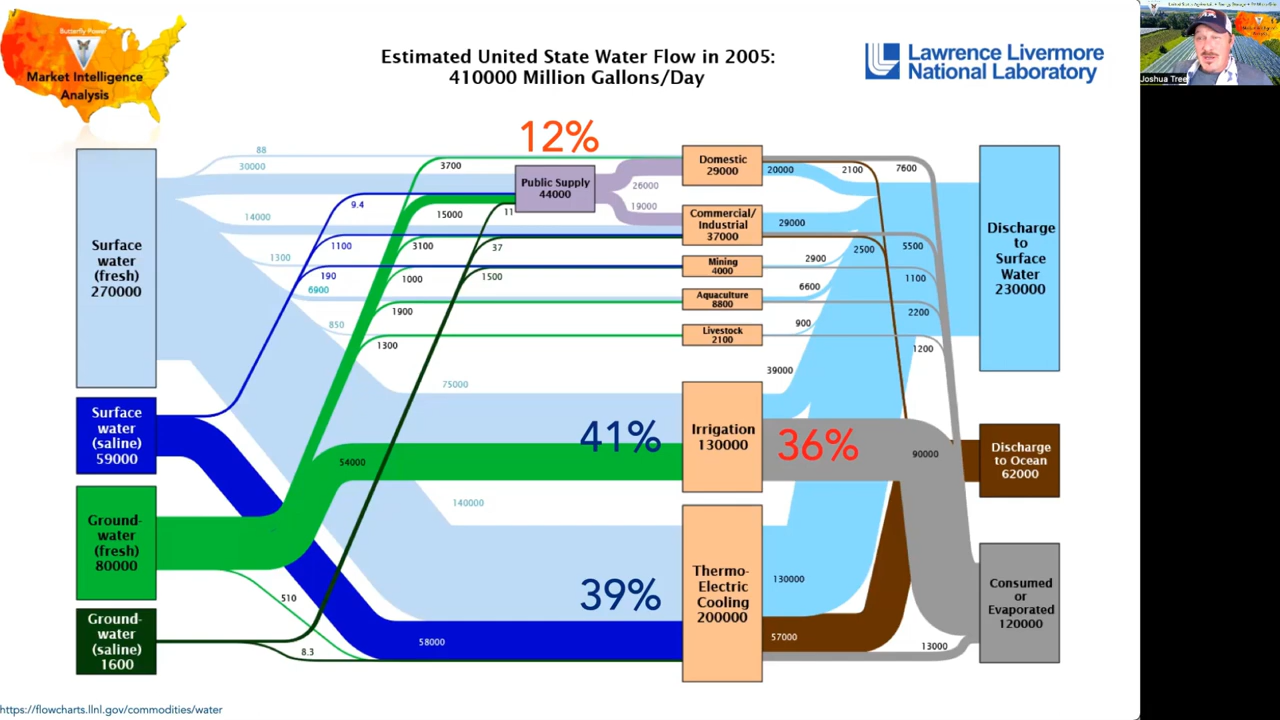 Butterfly Power
Market Intelligence
Analysis
Estimated United State Water Flow in 2005:
410000 Million Gallons/Day
Lawrence Livermore
National Laboratory
Joshua Tree
12%
88
30000
3700
Public Supply
44000
26000
19000
Domestic
29000
20000
2100
7600
9.4
15000
11
14000
Commercial/
Industrial
37000
29000
2500
5500
1100
3100
37
1300
190
1000
1500
Mining
4000
2900
1100
6900
1900
Aquaculture
8800
6600
2200
850
1300
Livestock
2100
900
1200
Surface
water
(fresh)
270000
Discharge
to
Surface
Water
230000
75000
39000
Surface
water
(saline)
59000
41%
Irrigation
130000
36%
90000
Discharge
to Ocean
62000
54000
140000
Ground-
water
(fresh)
80000
510
39%
Thermo-
Electric
Cooling
200000
130000
Consumed
or
Evaporated
120000
Ground-
water
(saline)
1600
8.3
58000
57000
13000
https://flowcharts.llnl.gov/commodities/water